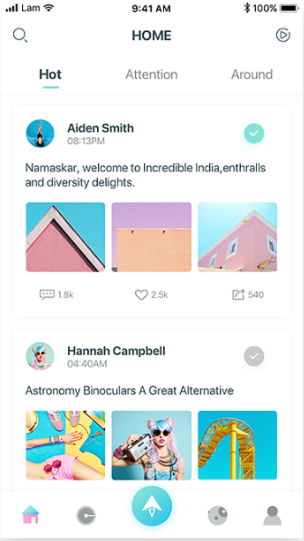 Lam 9:41 AM 100%
HOME
Hot Attention Around
Aiden Smith
08:13PM
Namaskar, welcome to Incredible India,enthralls
and diversity delights.
1.8k 2.5k 540
Hannah Campbell
04:40AM
Astronomy Binoculars A Great Alternative